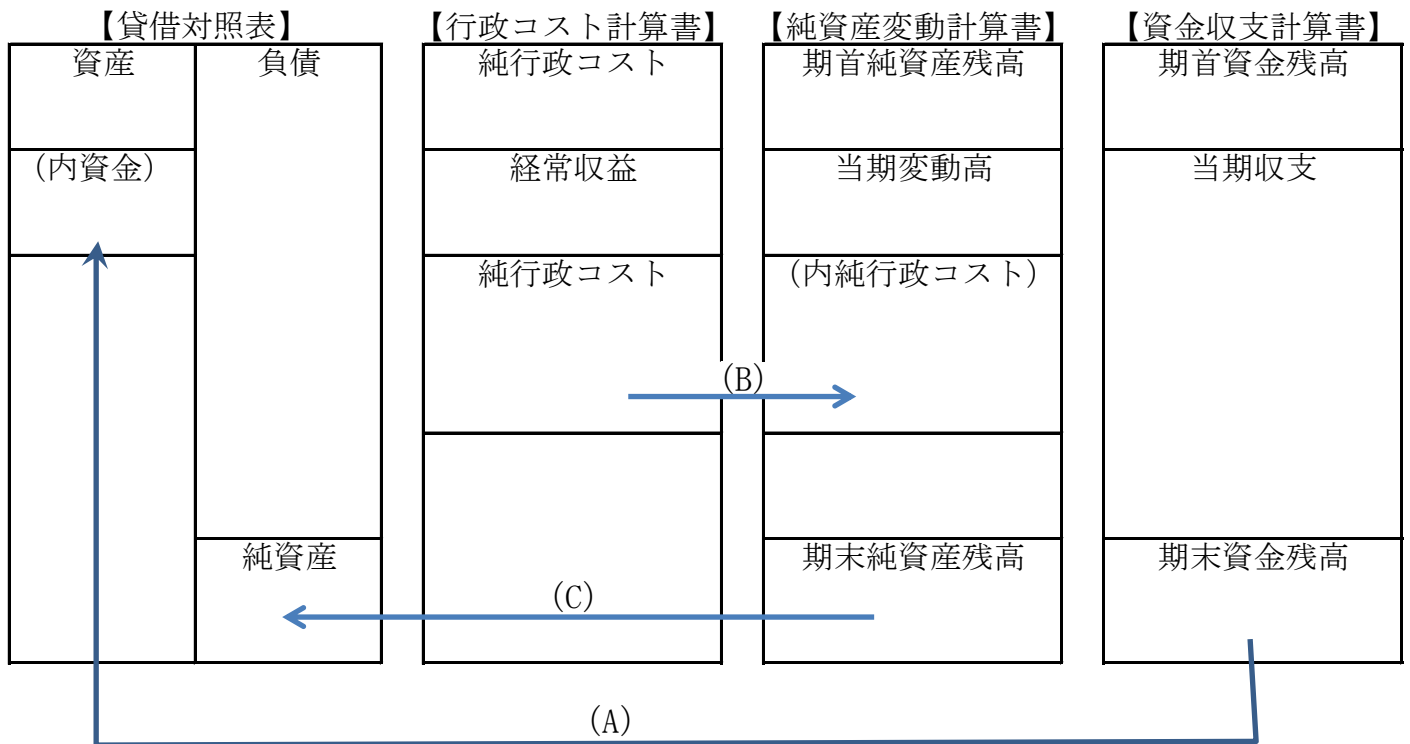 【貸借対照表】
【行政コスト計算書】
【純資産変動計算書】
【資金収支計算書】
資産
負債
純行政コスト
期首純資産残高
期首資金残高
(内資金)
経常収益
当期変動高
当期収支
純行政コスト
(内純行政コスト)
(B)
純資産
期末純資産残高
期末資金残高
(C)
(A)